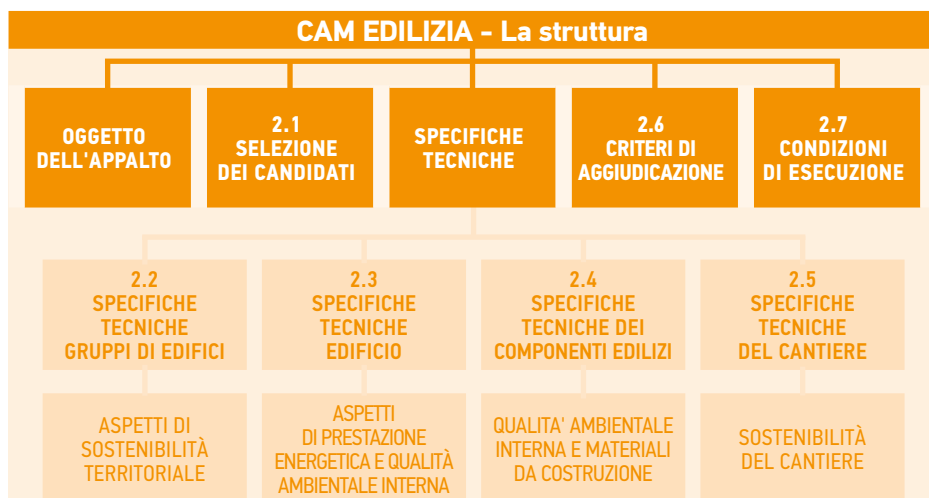 CAM EDILIZIA - La struttura
OGGETTO
DELL'APPALTO
2.1
SELEZIONE
DEI CANDIDATI
SPECIFICHE
TECNICHE
2.6
CRITERI DI
AGGIUDICAZIONE
2.7
CONDIZIONI
DI ESECUZIONE
2.2
SPECIFICHE
TECNICHE
GRUPPI DI EDIFICI
2.3
SPECIFICHE
TECNICHE
EDIFICIO
2.4
SPECIFICHE
TECNICHE DEI
COMPONENTI EDILIZI
2.5
SPECIFICHE
TECNICHE
DEL CANTIERE
ASPETTI DI
SOSTENIBILITÀ
TERRITORIALE
ASPETTI
DI PRESTAZIONE
ENERGETICA E QUALITÀ
AMBIENTALE INTERNA
QUALITA' AMBIENTALE
INTERNA E MATERIALI
DA COSTRUZIONE
SOSTENIBILITÀ
DEL CANTIERE